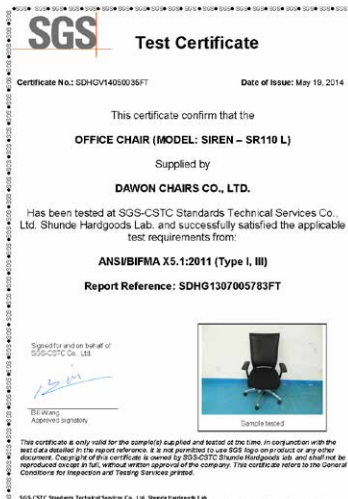 SGS
Test Certificate
Certificate No.: SDHGV14050036FT Date of Issue: May 19, 2014
This certificate confirm that the
OFFICE CHAIR (MODEL: SIREN – SR110 L)
Supplied by
DAWON CHAIRS CO., LTD.
Has been tested at SGS-CSTC Standards Technical Services Co.,
Ltd. Shunde Hardgoods Lab. and successfully satisfied the applicable
test requirements from:
ANSI/BIFMA X5.1:2011 (Type I, III)
Report Reference: SDHG1307005783FT
Signed for and on behalf of
SGS-CSTC Co., Ltd.
Bill Wang
Approved signatory
Sample tested
This certificate is only valid for the sample(s) supplied and tested at the time, in conjunction with the
test data detailed in the report reference. It is not permitted to use SGS logo on product or any other
document. Copyright of this certificate is owned by SGS-CSTC Shunde Hardgoods lab. and shall not be
reproduced except in full, without written approval of the company. This certificate refers to the General
Conditions for Inspection and Testing Services printed.
SGS-CSTC Standards Technical Services Co., Ltd. Shunde Hardgoods Lab